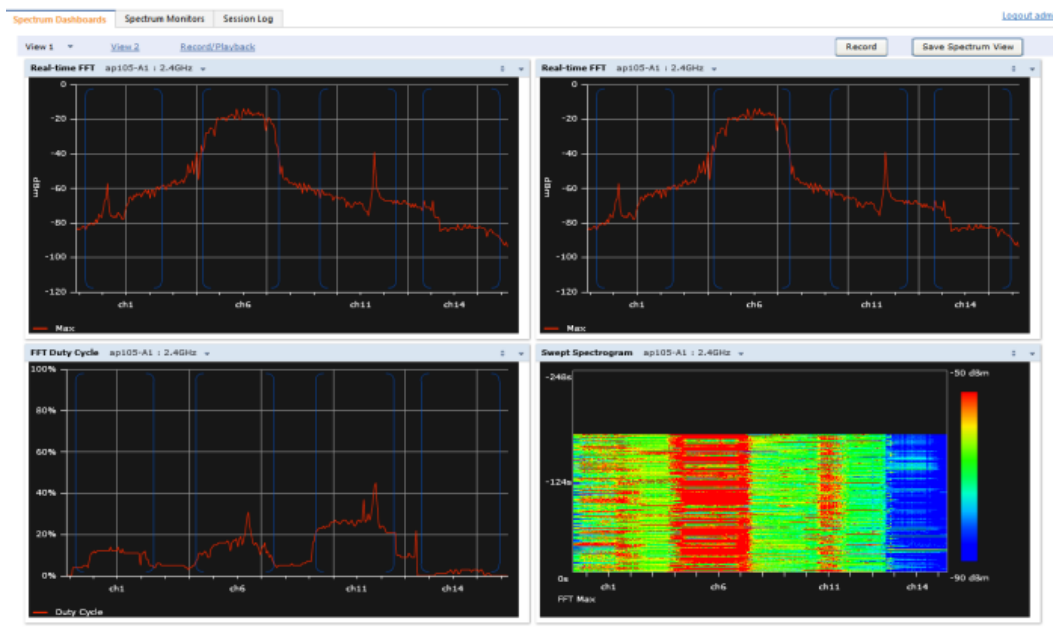 Spectrum Dashboards Spectrum Monitors Session Log Logout adm
View 1 View 2 Record/Playback Record Save Spectrum View
Real-time FFT ap105-A1 : 2.4GHz
0
-20
-40
-60
-80
-100
-120
dBm
ch1 ch6 ch11 ch14
Max
Real-time FFT ap105-A1 : 2.4GHz
0
-20
-40
-60
-80
-100
-120
dBm
ch1 ch6 ch11 ch14
Max
FFT Duty Cycle ap105-A1 : 2.4GHz
100%
80%
60%
40%
20%
0%
ch1 ch6 ch11 ch14
Duty Cycle
Swept Spectrogram ap105-A1 : 2.4GHz
-248s
-124s
0s
-50 dBm
-90 dBm
ch1 ch6 ch11 ch14
FFT Max